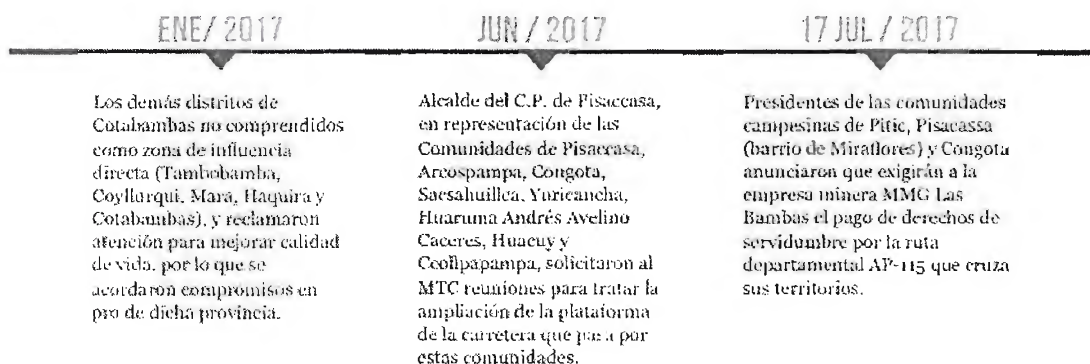 ENE/ 2017
Los demás distritos de
Cotabambas no comprendidos
como zona de influencia
directa (Tambobamba,
Coyllurqui, Mara, Haquira y
Cotabambas), y reclamaron
atención para mejorar calidad
de vida, por lo que se
acordaron compromisos en
pro de dicha provincia.
JUN / 2017
Alcalde del C.P. de Pisaccasa,
en representación de las
Comunidades de Pisaccasa,
Arcospampa, Congota,
Sacsahuillca, Yuricancha,
Huaruma Andrés Avelino
Caceres, Huacuy y
Ccollpapampa, solicitaron al
MTC reuniones para tratar la
ampliación de la plataforma
de la carretera que pasa por
estas comunidades.
17 JUL / 2017
Presidentes de las comunidades
campesinas de Pitic, Pisacassa
(barrio de Miraflores) y Congota
anunciaron que exigirán a la
empresa minera MMG Las
Bambas el pago de derechos de
servidumbre por la ruta
departamental AP-115 que cruza
sus territorios.